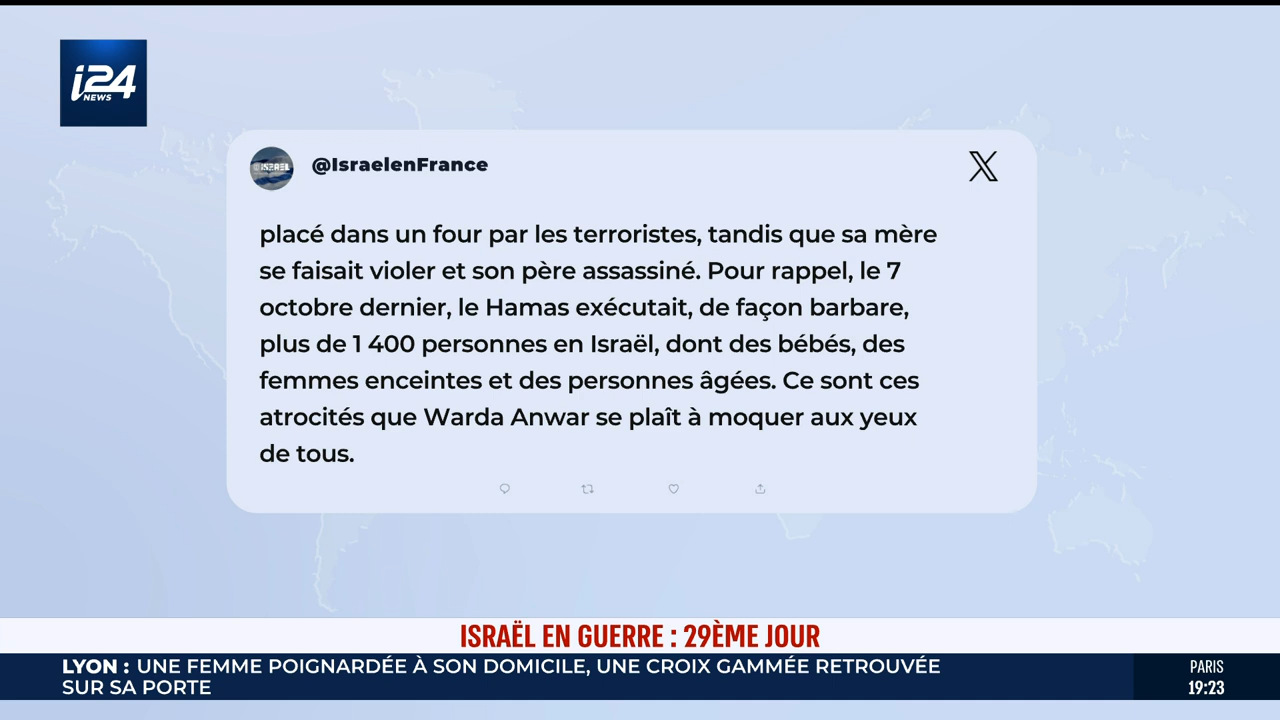 i24
NEWS
@IsraelenFrance
placé dans un four par les terroristes, tandis que sa mère
se faisait violer et son père assassiné. Pour rappel, le 7
octobre dernier, le Hamas exécutait, de façon barbare,
plus de 1 400 personnes en Israël, dont des bébés, des
femmes enceintes et des personnes âgées. Ce sont ces
atrocités que Warda Anwar se plaît à moquer aux yeux
de tous.
ISRAËL EN GUERRE : 29ÈME JOUR
LYON : UNE FEMME POIGNARDÉE À SON DOMICILE, UNE CROIX GAMMÉE RETROUVÉE
SUR SA PORTE
PARIS
19:23